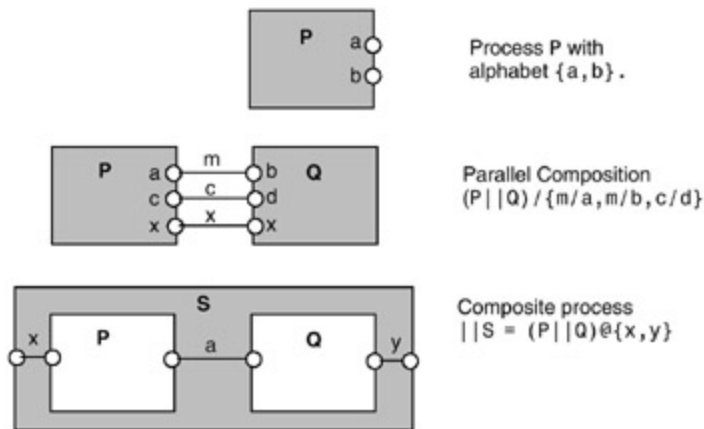 P
a
b
Process P with
alphabet {a,b}.
P
a
m
b
Q
c
c
d
x
x
x
Parallel Composition
(P||Q)/{m/a,m/b,c/d}
S
x
P
a
Q
y
Composite process
||S = (P||Q)@{x,y}